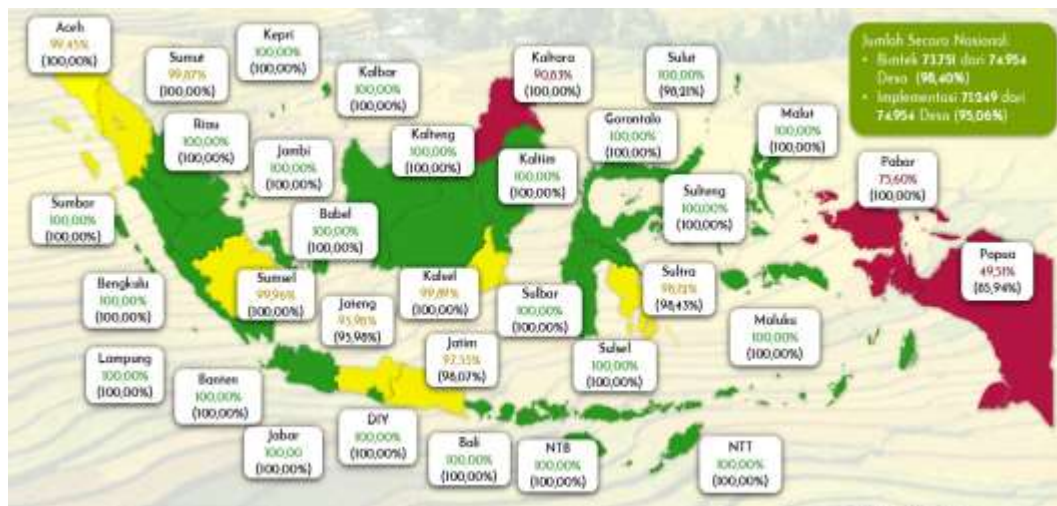 Aceh
99,45%
(100,00%)
Sumut
99,87%
(100,00%)
Kepri
100,00%
(100,00%)
Kalbar
100,00%
(100,00%)
Kaltara
90,83%
(100,00%)
Sulut
100,00%
(98,21%)
Jumlah Secara Nasional:
• Bimtek 73.751 dari 74.954
Desa (98,40%)
• Implementasi 71.249 dari
74.954 Desa (95,06%)
Riau
100,00%
(100,00%)
Jambi
100,00%
(100,00%)
Kalteng
100,00%
(100,00%)
Gorontalo
100,00%
(100,00%)
Malut
100,00%
(100,00%)
Kaltim
100,00%
(100,00%)
Pabar
75,60%
(100,00%)
Sumbar
100,00%
(100,00%)
Babel
100,00%
(100,00%)
Sulteng
100,00%
(100,00%)
Papua
49,51%
(85,94%)
Bengkulu
100,00%
(100,00%)
Sumsel
99,96%
(100,00%)
Kalsel
99,89%
(100,00%)
Sultra
(98,43%)
Jateng
95,98%
(95,98%)
Sulbar
100,00%
(100,00%)
Maluku
100,00%
(100,00%)
Lampung
100,00%
(100,00%)
Banten
100,00%
(100,00%)
Jatim
(98,07%)
Sulsel
100,00%
(100,00%)
Jabar
100,00
(100,00%)
DIY
100,00%
(100,00%)
Bali
100,00%
(100,00%)
NTB
100,00%
(100,00%)
NTT
100,00%
(100,00%)